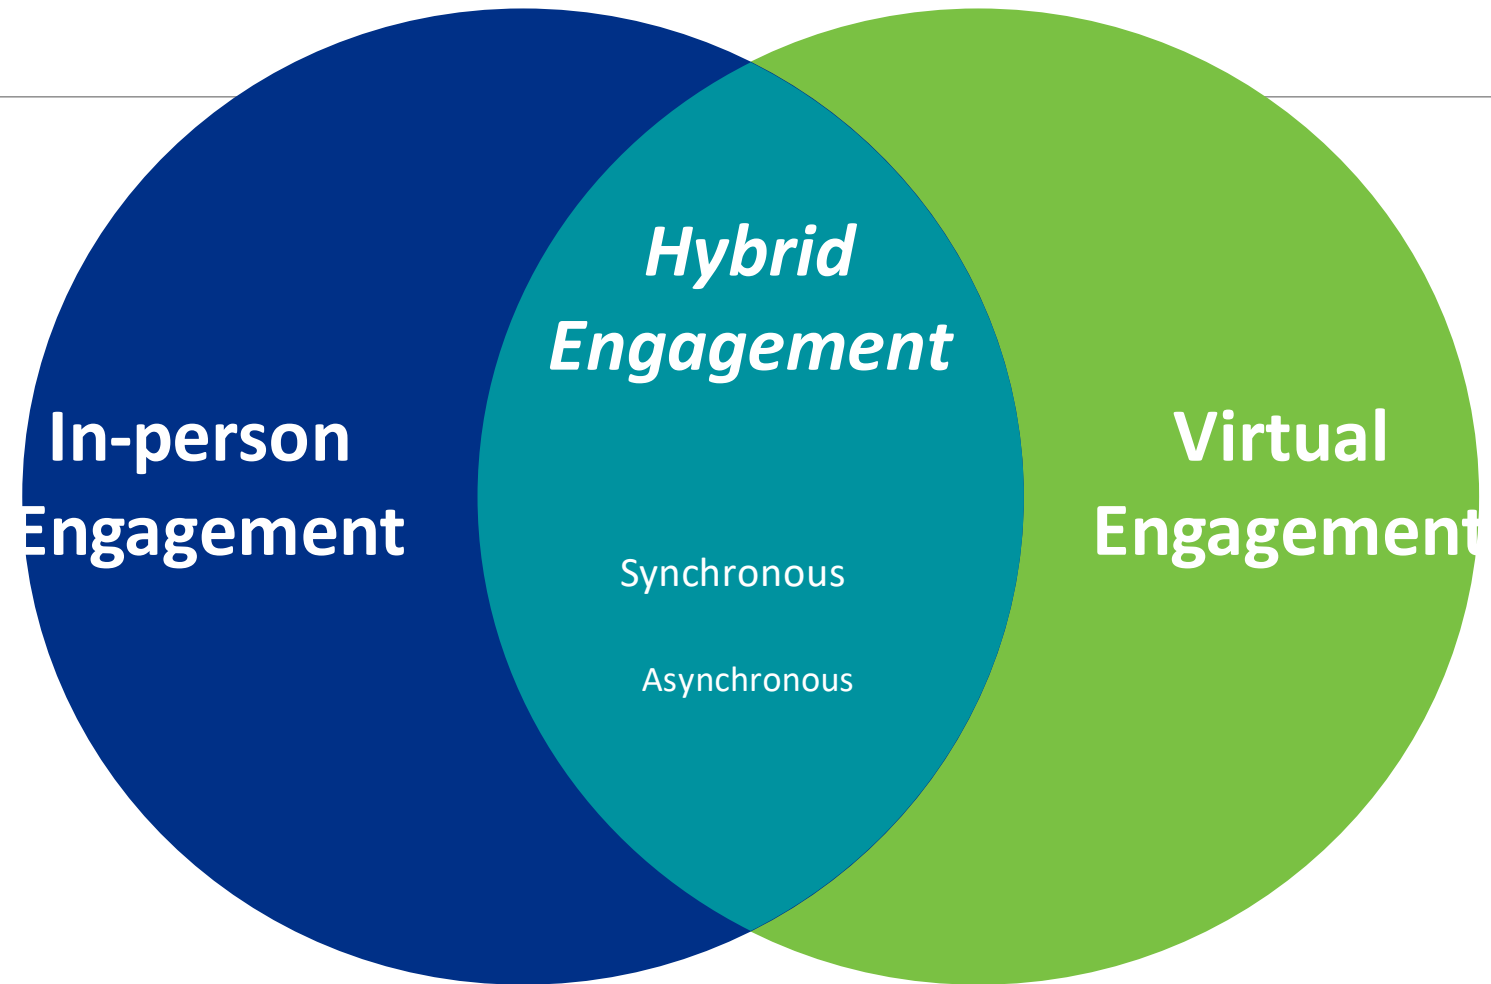 In-person
Engagement
Hybrid
Engagement
Synchronous
Asynchronous
Virtual
Engagement